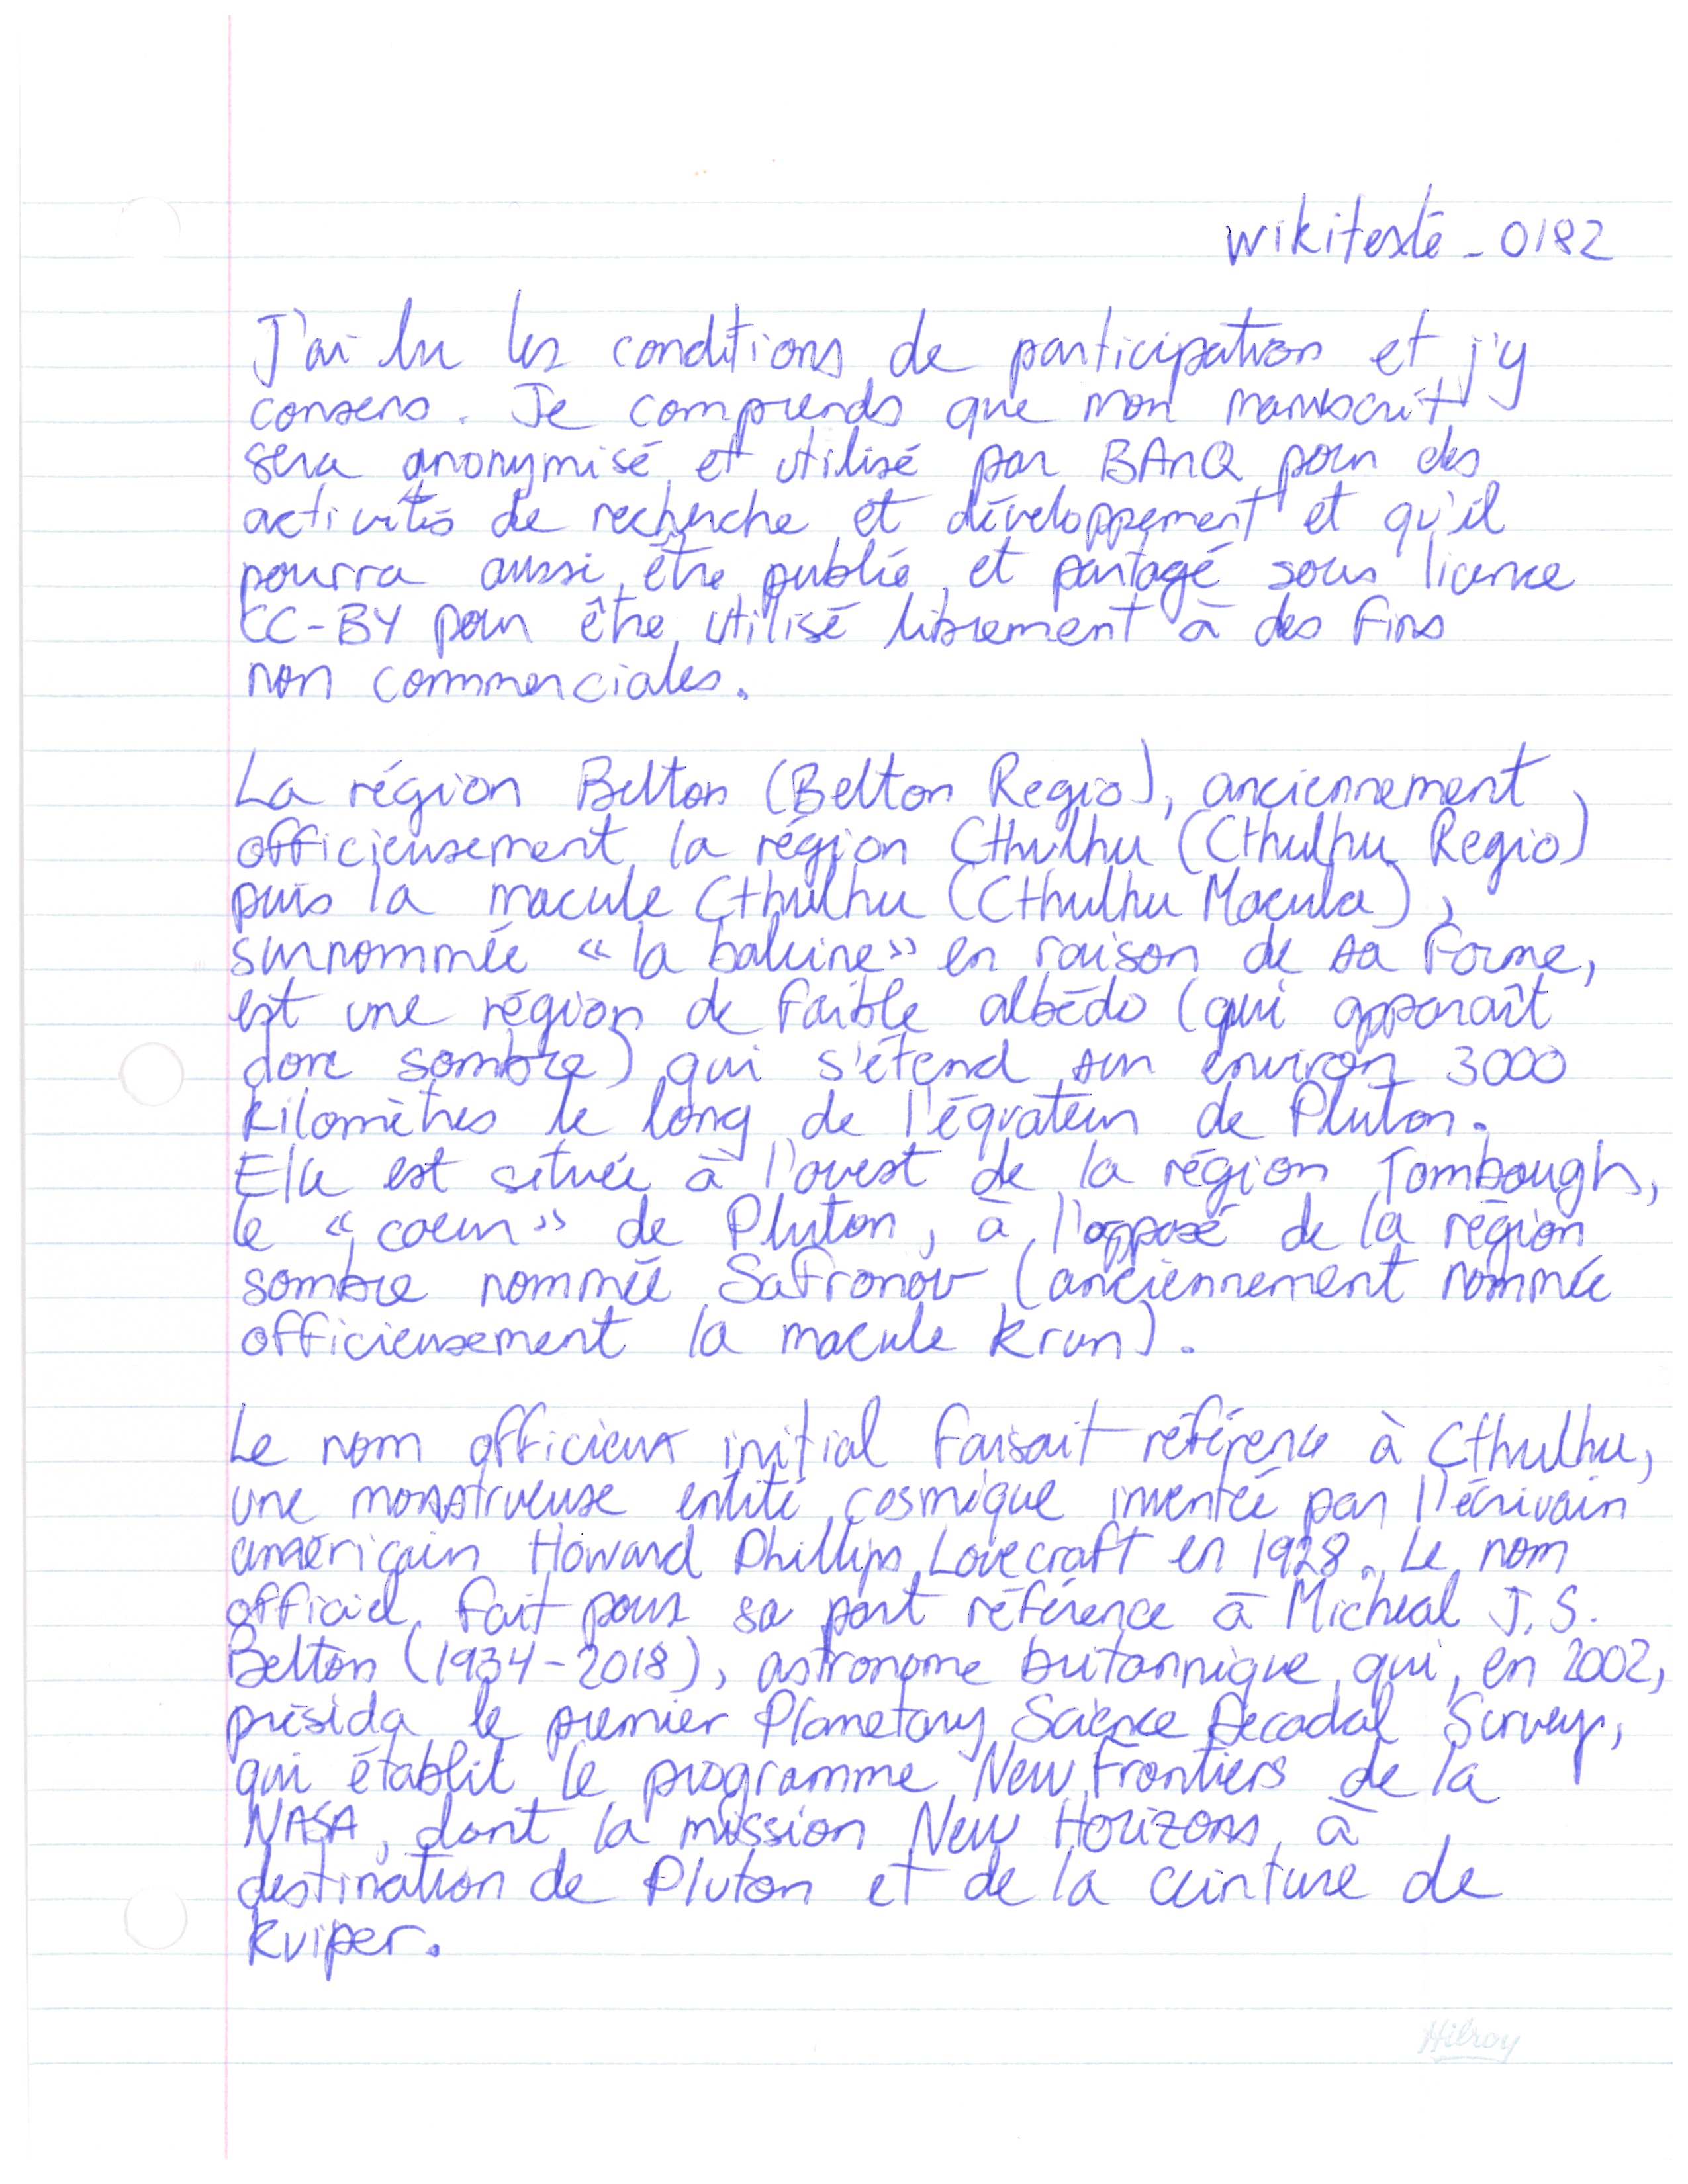 wikitexte_0182
J'ai lu les conditions de participation et j'y
consens. Je comprends que mon manuscrit
sera anonymisé et utilisé par BAnQ pour des
activités de recherche et développement et qu'il
pourra aussi être publié et partagé sous licence
CC-BY pour être utilisé librement à des fins
non commerciales.
La région Belton (Belton Regio), anciennement
officieusement la région Cthulhu (Cthulhu Regio)
puis la macule Cthulhu (Cthulhu Macula),
surnommée « la baleine » en raison de sa forme,
est une région de faible albédo (qui apparaît
donc sombre) qui s'étend sur environ 3000
kilomètres le long de l'équateur de Pluton.
Elle est située à l'ouest de la région Tombaugh,
le « coeur » de Pluton, à l'opposé de la région
sombre nommée Safronov (anciennement nommée
officieusement la macule Krun).
Le nom officieux initial faisait référence à Cthulhu,
une monstrueuse entité cosmique inventée par l'écrivain
américain Howard Phillips Lovecraft en 1928. Le nom
officiel fait pour sa part référence à Micheal J. S.
Belton (1934-2018), astronome britannique qui, en 2002,
présida le premier Planetary Science Decadal Survey,
qui établit le programme New Frontiers de la
NASA, dont la mission New Horizons à
destination de Pluton et de la ceinture de
Kuiper.
Hilroy